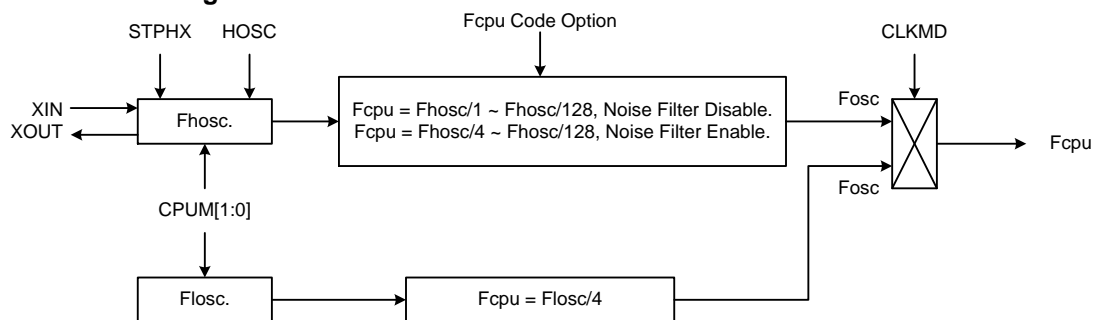 Fcpu Code Option
STPHX HOSC
CLKMD
XIN
XOUT
Fhosc.
Fcpu = Fhosc/1 ~ Fhosc/128, Noise Filter Disable.
Fcpu = Fhosc/4 ~ Fhosc/128, Noise Filter Enable.
Fosc
Fcpu
Fosc
CPUM[1:0]
Flosc.
Fcpu = Flosc/4